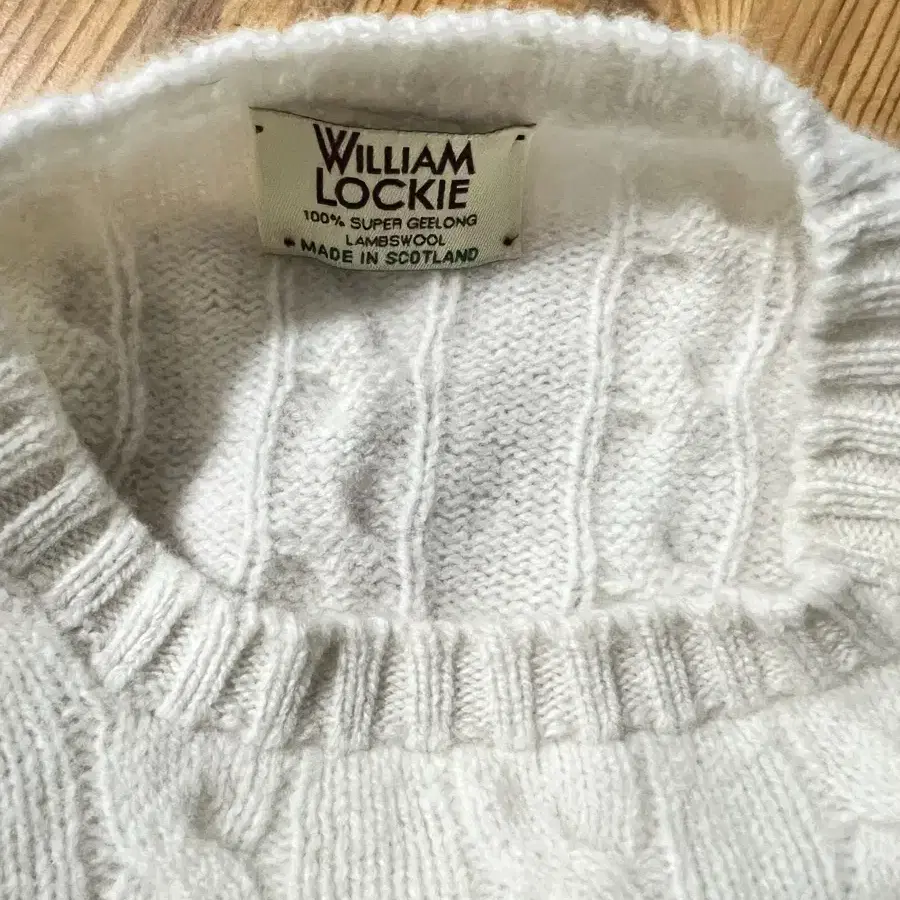 WILLIAM
LOCKIE
100% SUPER GEELONG
LAMBSWOOL
MADE IN SCOTLAND